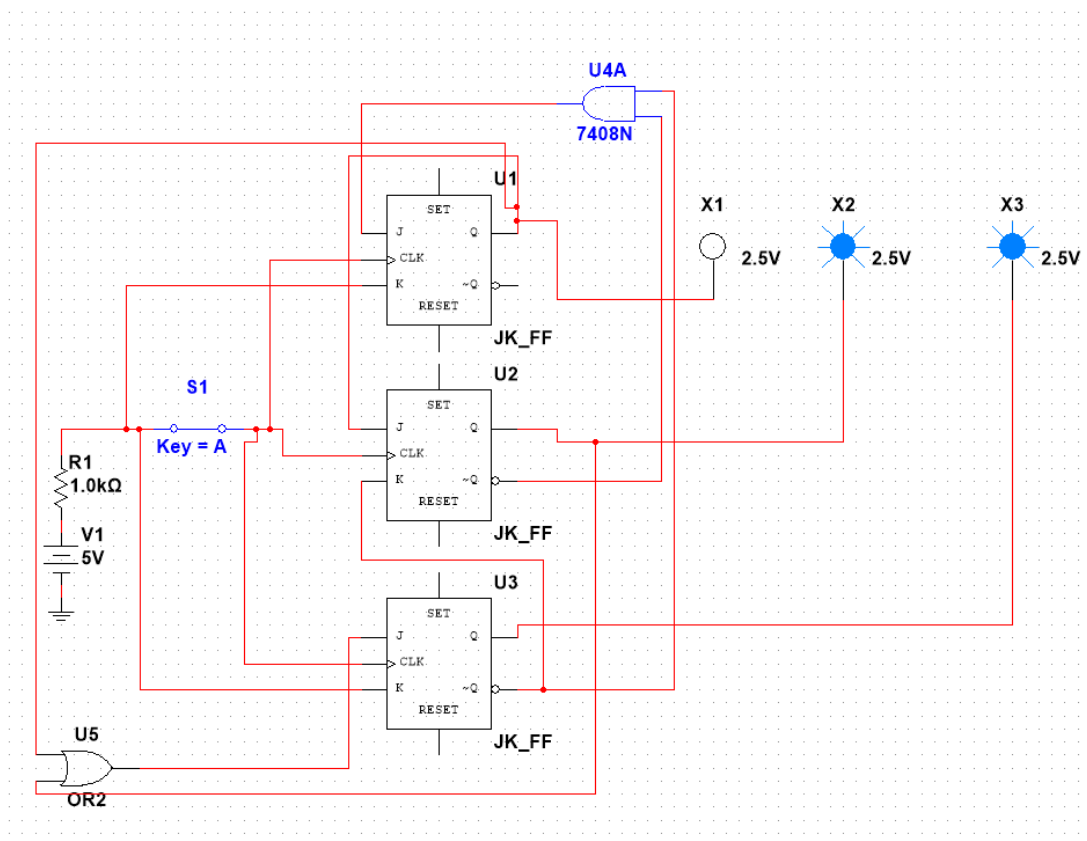 U4A
7408N
U1
SET
J
Q
CLK
K
~Q
RESET
JK_FF
X1
2.5V
X2
2.5V
X3
2.5V
S1
Key = A
R1
1.0kΩ
V1
5V
U2
SET
J
Q
CLK
K
~Q
RESET
JK_FF
U3
SET
J
Q
CLK
K
~Q
RESET
JK_FF
U5
OR2